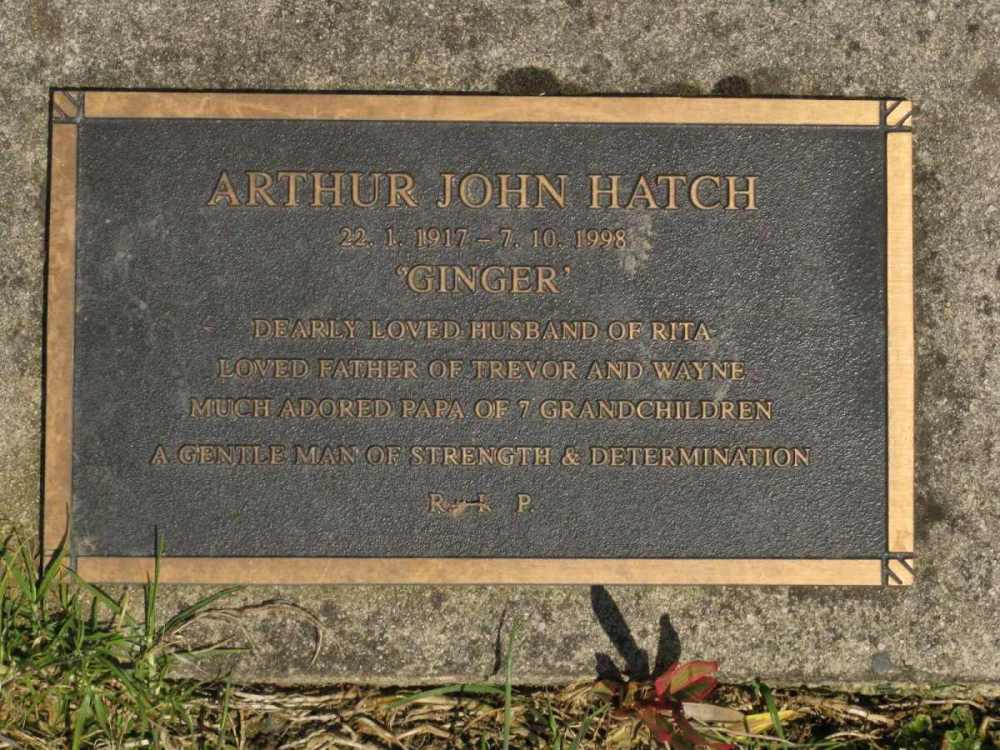 ARTHUR JOHN HATCH
22. 1. 1917 – 7. 10. 1998
‘GINGER’
DEARLY LOVED HUSBAND OF RITA
LOVED FATHER OF TREVOR AND WAYNE
MUCH ADORED PAPA OF 7 GRANDCHILDREN
A GENTLE MAN OF STRENGTH & DETERMINATION
R. I. P.